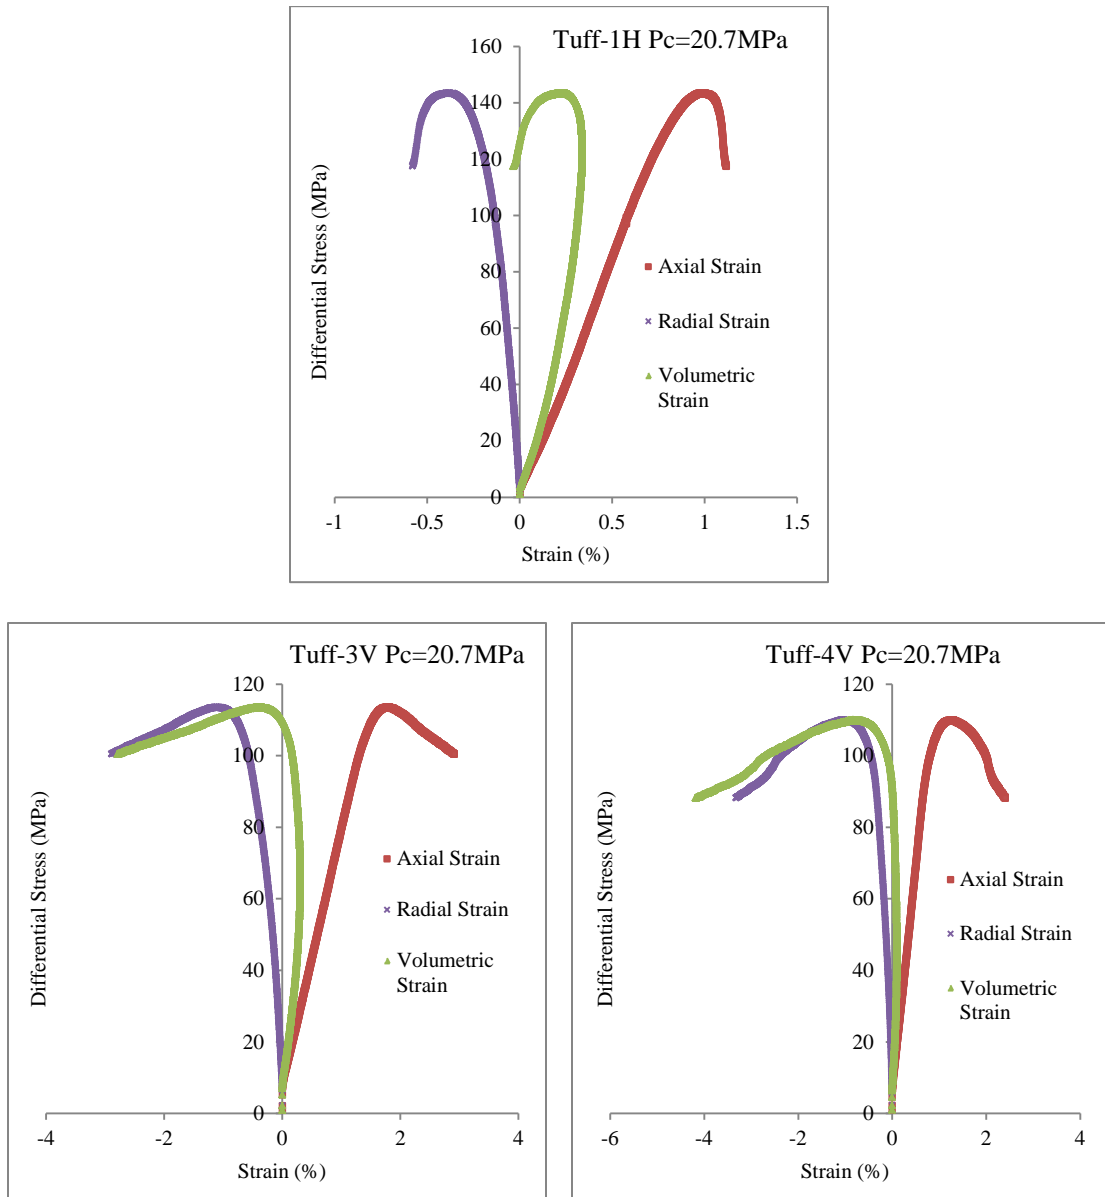 Tuff-1H Pc=20.7MPa
160
140
120
100
80
60
40
20
0
-1
-0.5
0
0.5
1
1.5
Differential Stress (MPa)
Strain (%)
Axial Strain
Radial Strain
Volumetric
Strain
Tuff-3V Pc=20.7MPa
120
100
80
60
40
20
0
-4
-2
0
2
4
Differential Stress (MPa)
Strain (%)
Axial Strain
Radial Strain
Volumetric
Strain
Tuff-4V Pc=20.7MPa
120
100
80
60
40
20
0
-6
-4
-2
0
2
4
Differential Stress (MPa)
Strain (%)
Axial Strain
Radial Strain
Volumetric
Strain